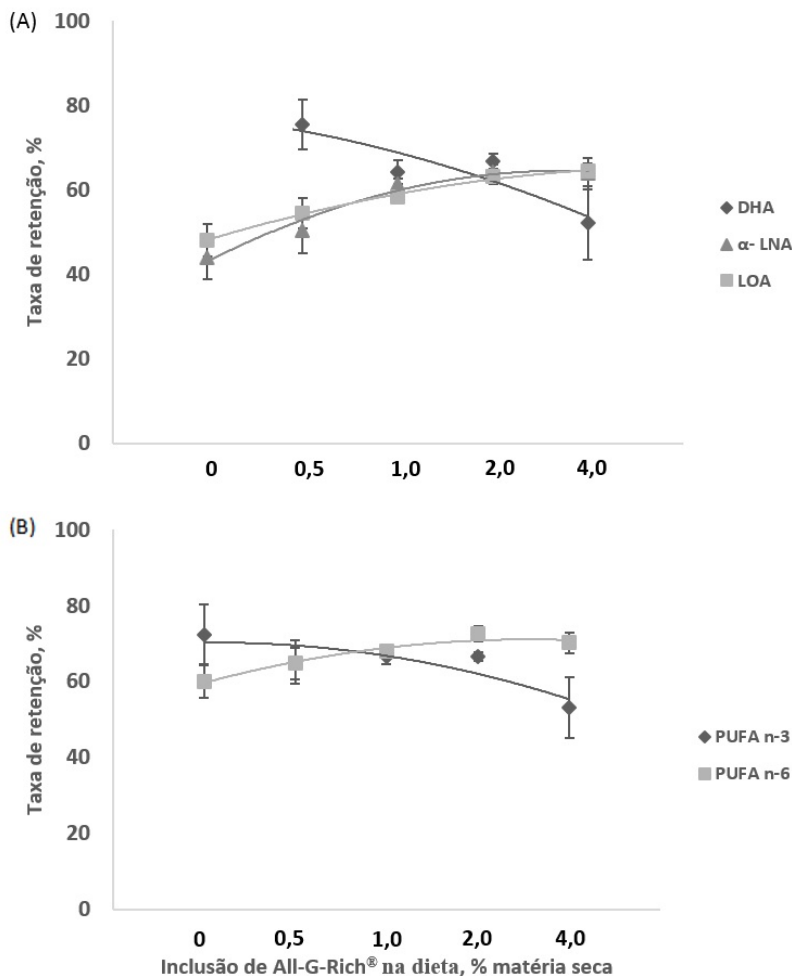 (A)
100
80
60
40
20
0
Taxa de retenção, %
0 0,5 1,0 2,0 4,0
DHA
α- LNA
LOA
(B)
100
80
60
40
20
0
Taxa de retenção, %
0 0,5 1,0 2,0 4,0
Inclusão de All-G-Rich® na dieta, % matéria seca
PUFA n-3
PUFA n-6